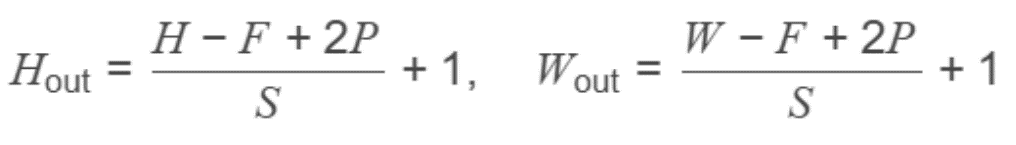 H_out = (H − F + 2P)/S + 1, W_out = (W − F + 2P)/S + 1